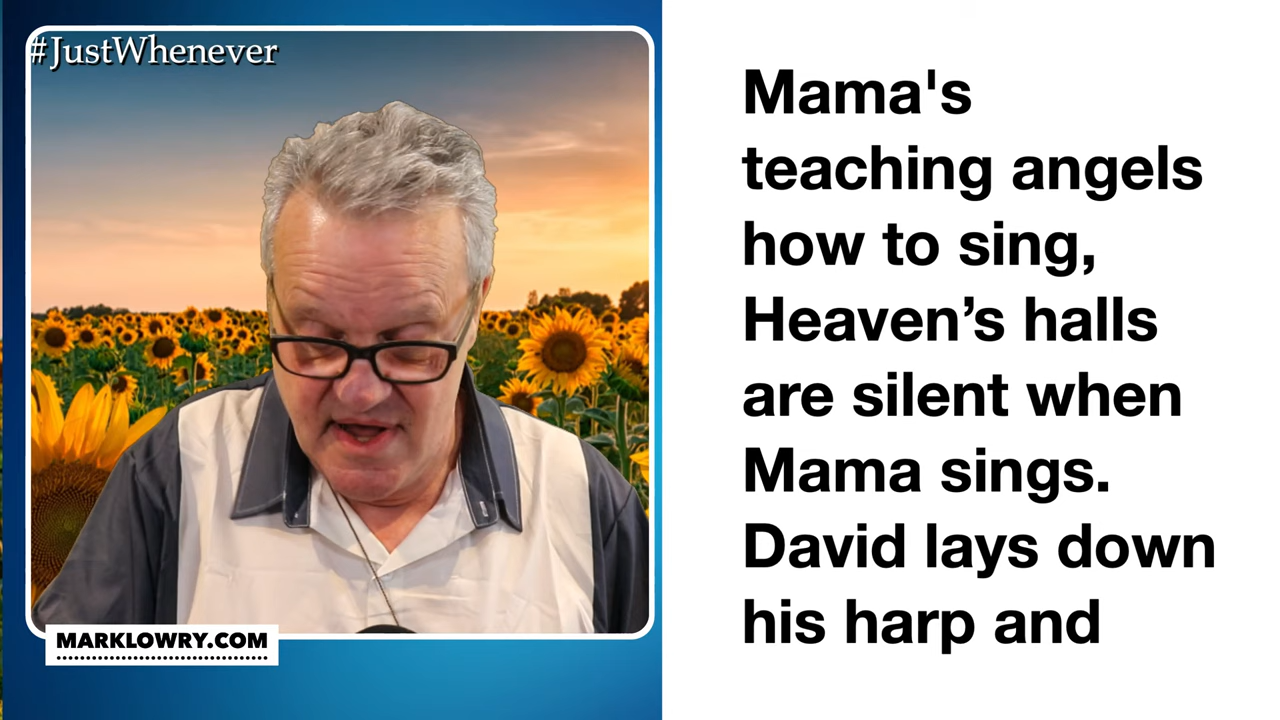 #JustWhenever
MARKLOWRY.COM
Mama's
teaching angels
how to sing,
Heaven’s halls
are silent when
Mama sings.
David lays down
his harp and